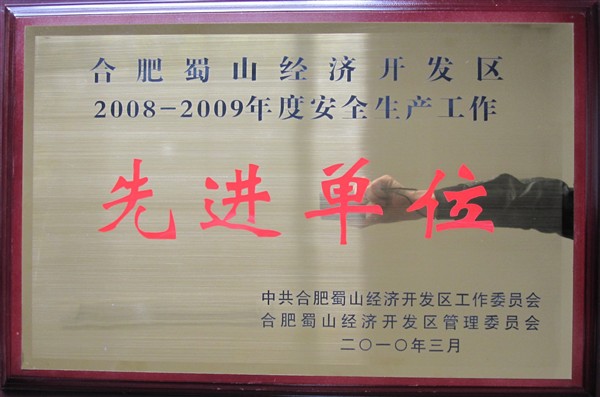 合肥蜀山经济开发区
2008-2009年度安全生产工作
先进单位
中共合肥蜀山经济开发区工作委员会
合肥蜀山经济开发区管理委员会
二〇一〇年三月